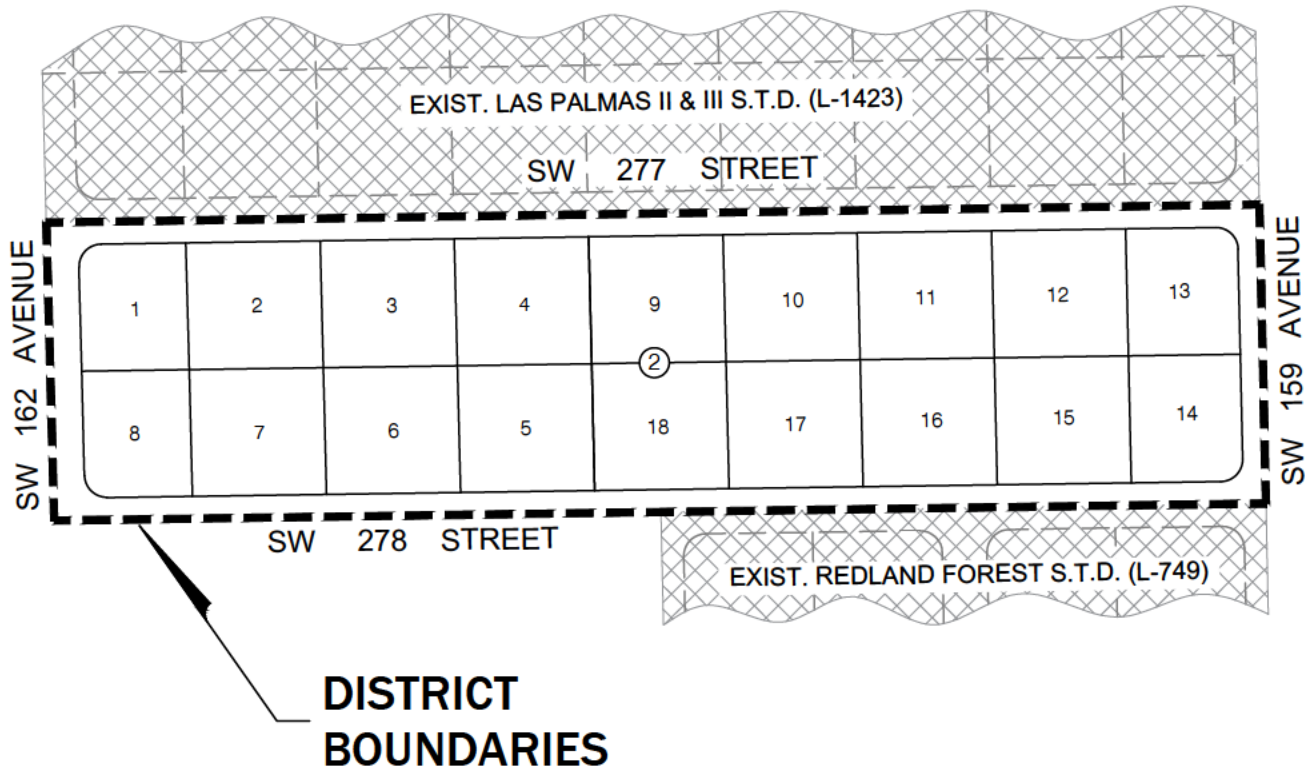 EXIST. LAS PALMAS II & III S.T.D. (L-1423)
SW 277 STREET
SW 162 AVENUE
1 2 3 4 9 10 11 12 13
2
8 7 6 5 18 17 16 15 14
SW 159 AVENUE
SW 278 STREET
EXIST. REDLAND FOREST S.T.D. (L-749)
DISTRICT
BOUNDARIES